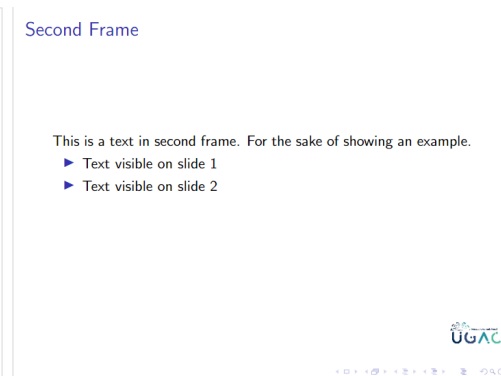 Second Frame
This is a text in second frame. For the sake of showing an example.
Text visible on slide 1
Text visible on slide 2
UGAC